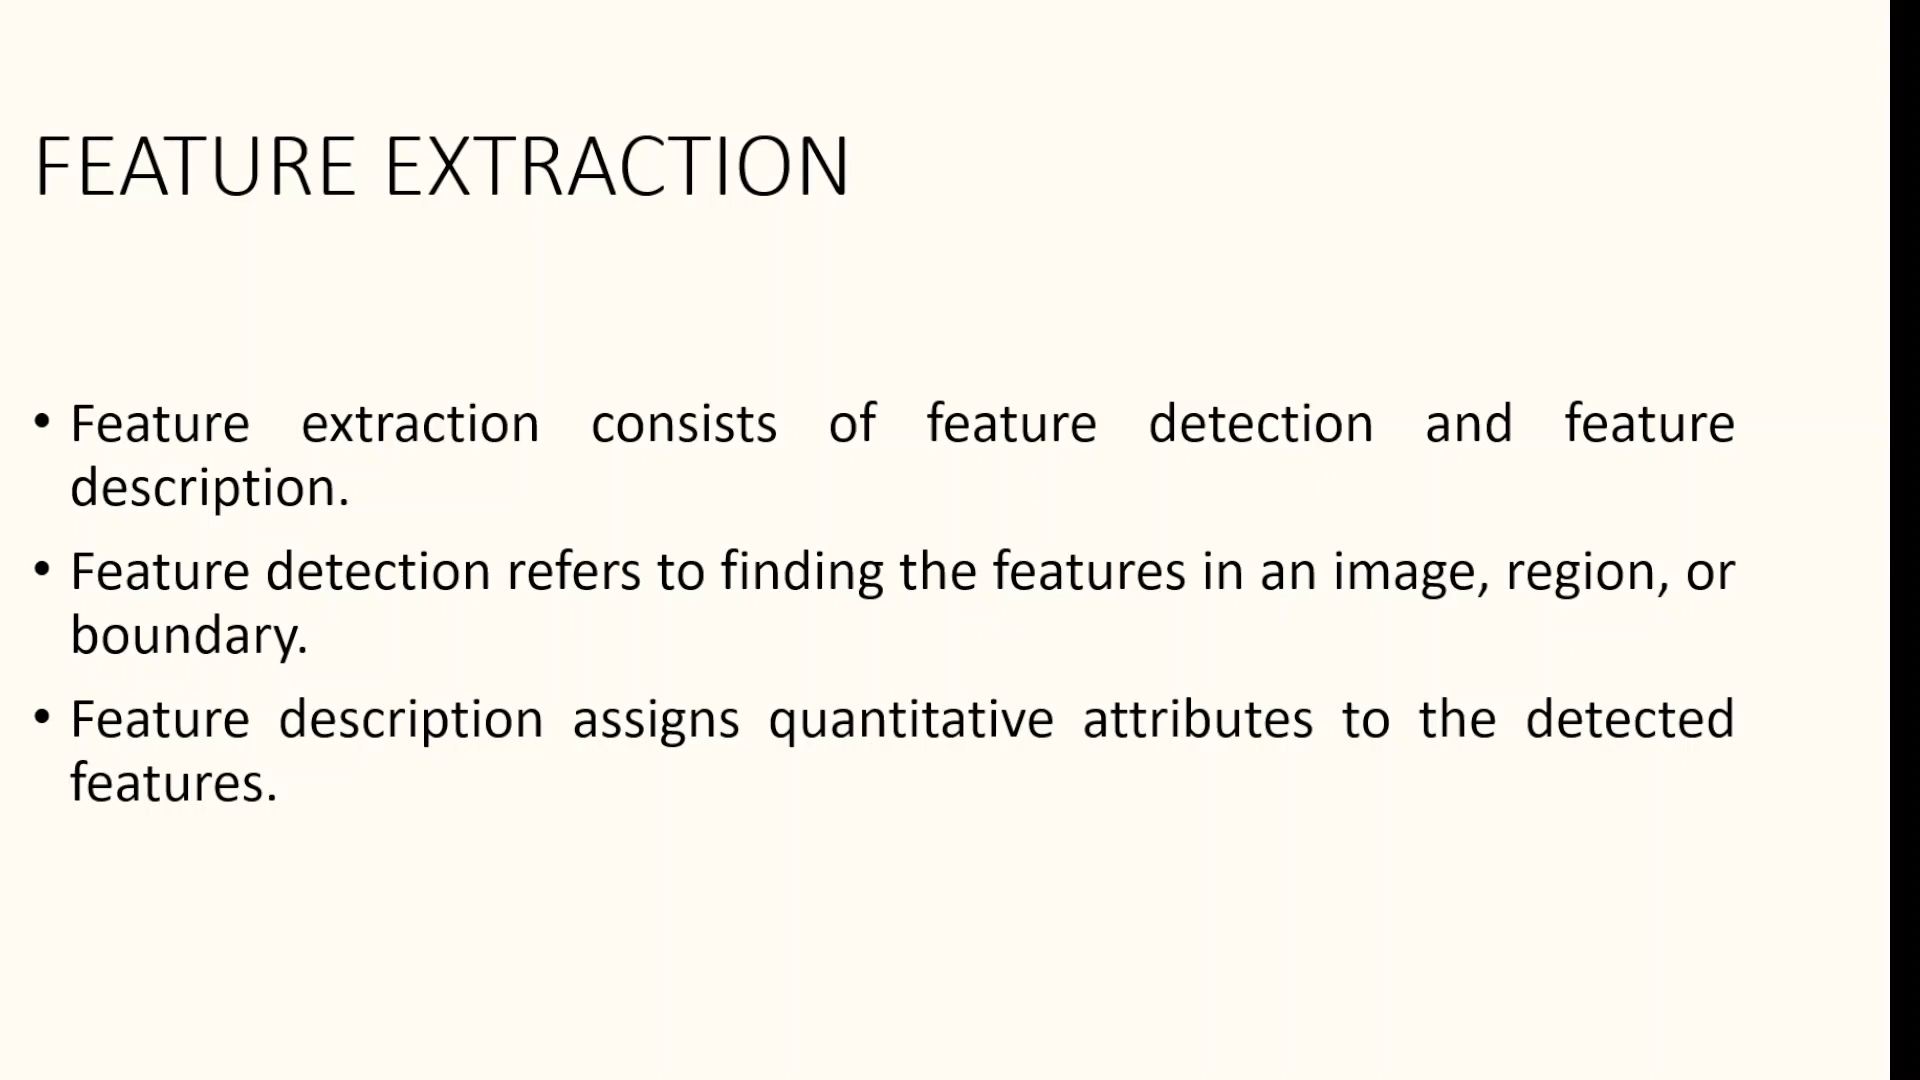 FEATURE EXTRACTION
• Feature extraction consists of feature detection and feature
description.
• Feature detection refers to finding the features in an image, region, or
boundary.
• Feature description assigns quantitative attributes to the detected
features.